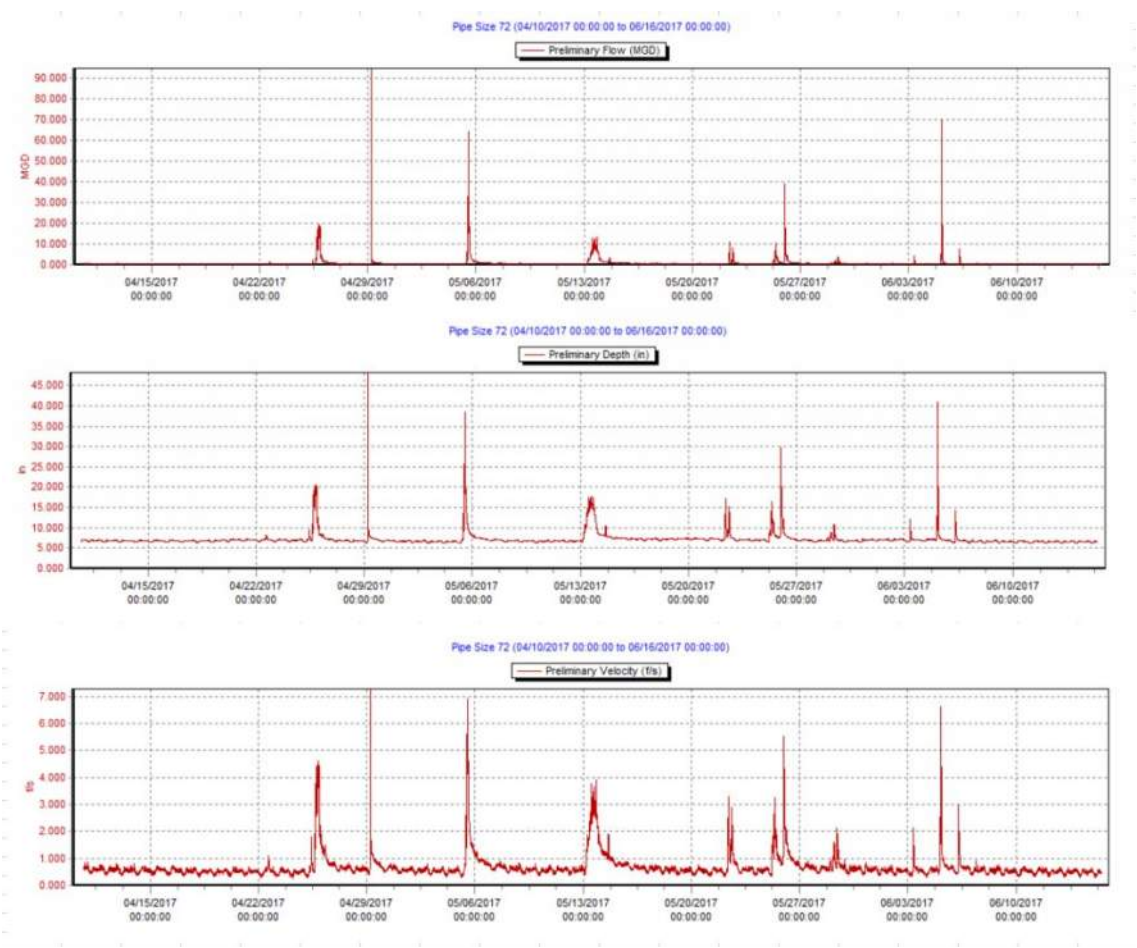 Pipe Size 72 (04/10/2017 00:00:00 to 06/16/2017 00:00:00)
Preliminary Flow (MGD)
90.000
80.000
70.000
60.000
50.000
40.000
30.000
20.000
10.000
0.000
MGD
04/15/2017 04/22/2017 04/29/2017 05/06/2017 05/13/2017 05/20/2017 05/27/2017 06/03/2017 06/10/2017
00:00:00 00:00:00 00:00:00 00:00:00 00:00:00 00:00:00 00:00:00 00:00:00 00:00:00
Pipe Size 72 (04/10/2017 00:00:00 to 06/16/2017 00:00:00)
Preliminary Depth (in)
45.000
40.000
35.000
30.000
25.000
20.000
15.000
10.000
5.000
0.000
in
04/15/2017 04/22/2017 04/29/2017 05/06/2017 05/13/2017 05/20/2017 05/27/2017 06/03/2017 06/10/2017
00:00:00 00:00:00 00:00:00 00:00:00 00:00:00 00:00:00 00:00:00 00:00:00 00:00:00
Pipe Size 72 (04/10/2017 00:00:00 to 06/16/2017 00:00:00)
Preliminary Velocity (f/s)
7.000
6.000
5.000
4.000
3.000
2.000
1.000
0.000
f/s
04/15/2017 04/22/2017 04/29/2017 05/06/2017 05/13/2017 05/20/2017 05/27/2017 06/03/2017 06/10/2017
00:00:00 00:00:00 00:00:00 00:00:00 00:00:00 00:00:00 00:00:00 00:00:00 00:00:00